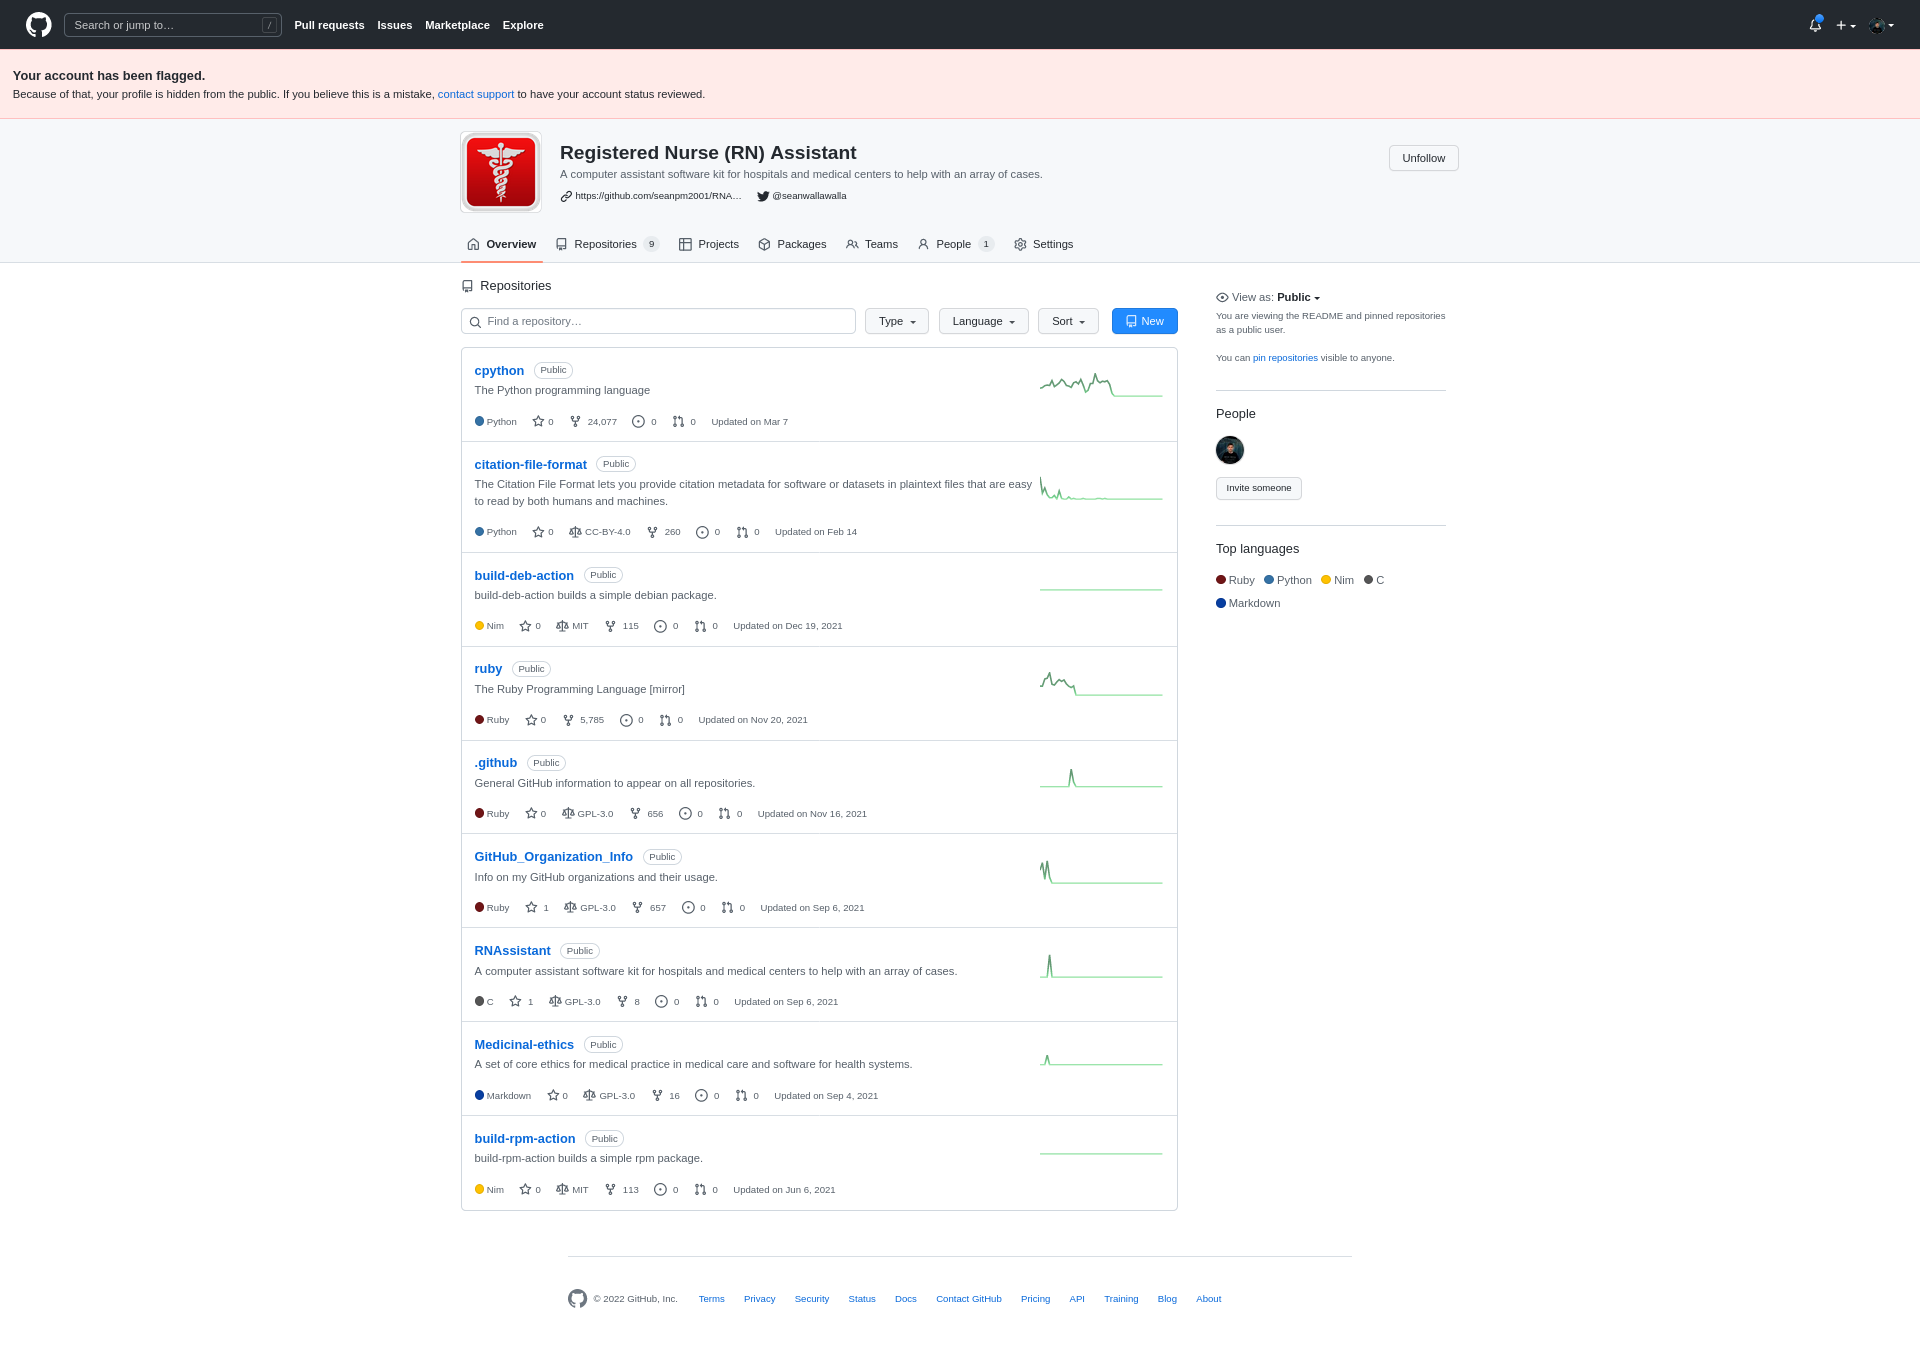 Search or jump to… /
Pull requests Issues Marketplace Explore
Your account has been flagged.
Because of that, your profile is hidden from the public. If you believe this is a mistake, contact support to have your account status reviewed.
Registered Nurse (RN) Assistant
Unfollow
A computer assistant software kit for hospitals and medical centers to help with an array of cases.
https://github.com/seanpm2001/RNA… @seanwallawalla
Overview Repositories 9 Projects Packages Teams People 1 Settings
Repositories
Find a repository… Type Language Sort New
cpython Public
The Python programming language
Python 0 24,077 0 0 Updated on Mar 7
citation-file-format Public
The Citation File Format lets you provide citation metadata for software or datasets in plaintext files that are easy
to read by both humans and machines.
Python 0 CC-BY-4.0 260 0 0 Updated on Feb 14
build-deb-action Public
build-deb-action builds a simple debian package.
Nim 0 MIT 115 0 0 Updated on Dec 19, 2021
ruby Public
The Ruby Programming Language [mirror]
Ruby 0 5,785 0 0 Updated on Nov 20, 2021
.github Public
General GitHub information to appear on all repositories.
Ruby 0 GPL-3.0 656 0 0 Updated on Nov 16, 2021
GitHub_Organization_Info Public
Info on my GitHub organizations and their usage.
Ruby 1 GPL-3.0 657 0 0 Updated on Sep 6, 2021
RNAssistant Public
A computer assistant software kit for hospitals and medical centers to help with an array of cases.
C 1 GPL-3.0 8 0 0 Updated on Sep 6, 2021
Medicinal-ethics Public
A set of core ethics for medical practice in medical care and software for health systems.
Markdown 0 GPL-3.0 16 0 0 Updated on Sep 4, 2021
build-rpm-action Public
build-rpm-action builds a simple rpm package.
Nim 0 MIT 113 0 0 Updated on Jun 6, 2021
View as: Public
You are viewing the README and pinned repositories
as a public user.
You can pin repositories visible to anyone.
People
Invite someone
Top languages
Ruby Python Nim C
Markdown
© 2022 GitHub, Inc. Terms Privacy Security Status Docs Contact GitHub Pricing API Training Blog About